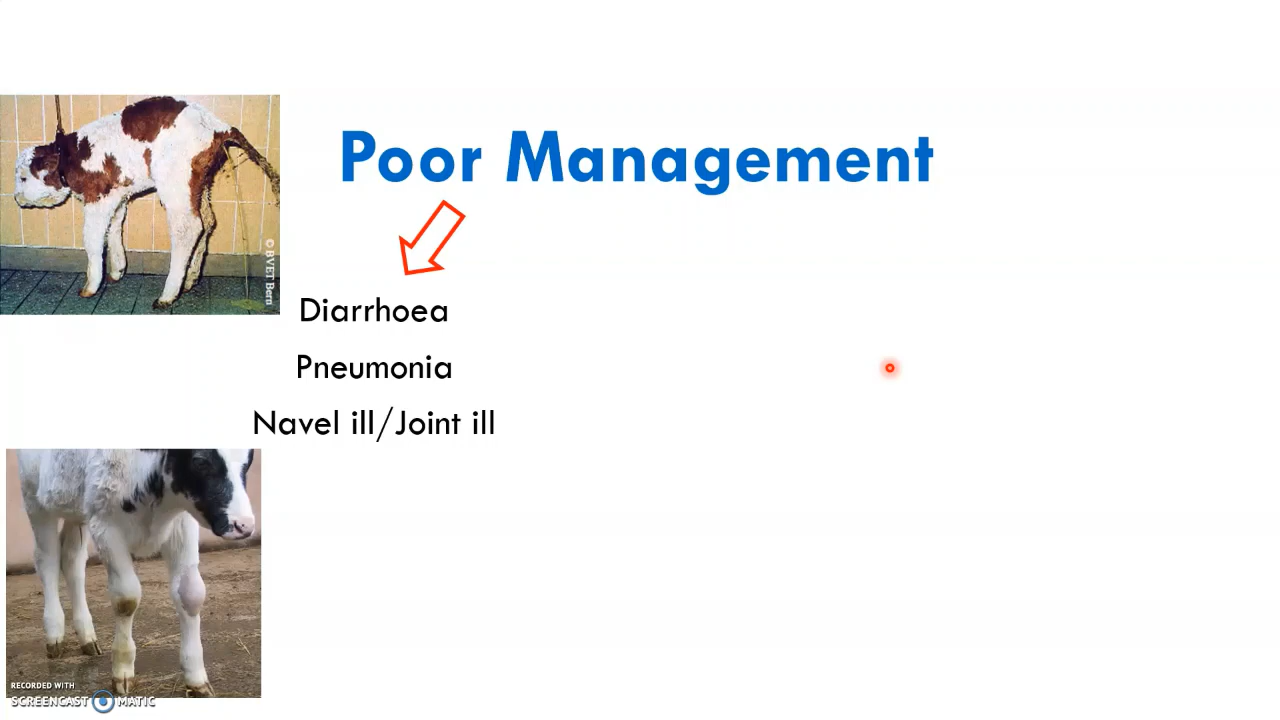 Poor Management
© BVET Bern
Diarrhoea
Pneumonia
Navel ill/Joint ill
RECORDED WITH
SCREENCAST MATIC